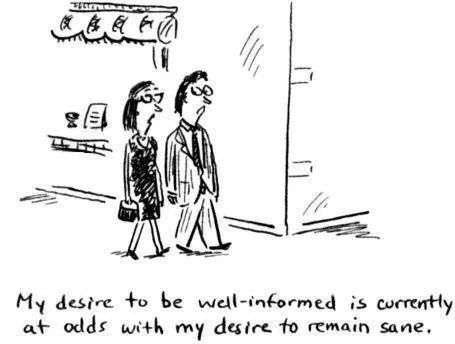 My desire to be well-informed is currently
at odds with my desire to remain sane.